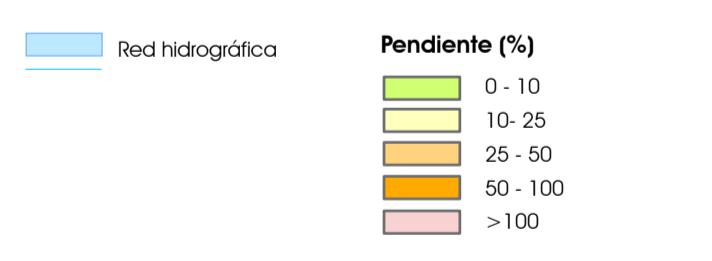 Red hidrográfica
Pendiente (%)
0 - 10
10- 25
25 - 50
50 - 100
>100